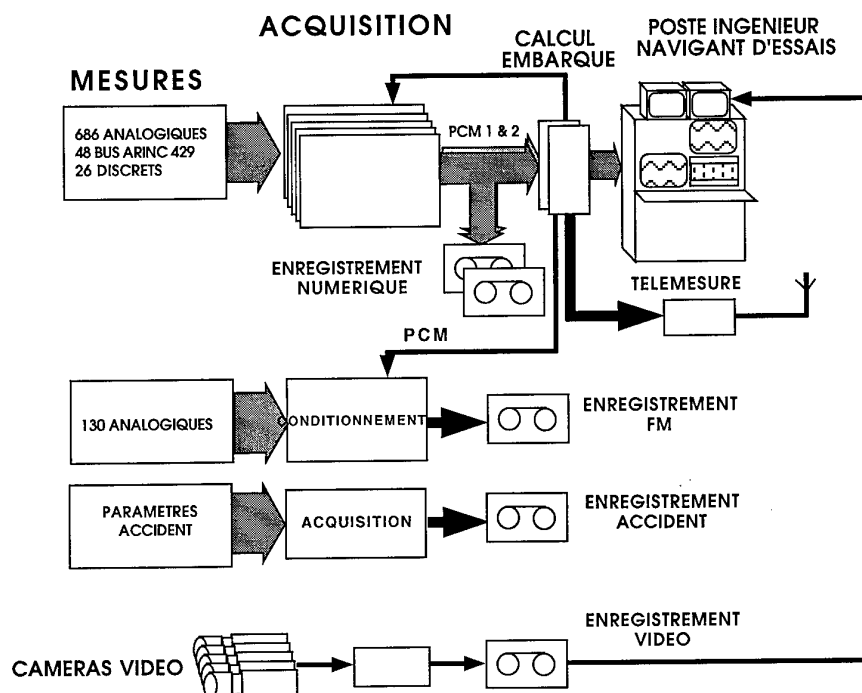 ACQUISITION
POSTE INGENIEUR
NAVIGANT D'ESSAIS
CALCUL
EMBARQUE
MESURES
686 ANALOGIQUES
48 BUS ARINC 429
26 DISCRETS
PCM 1 & 2
ENREGISTREMENT
NUMERIQUE
TELEMESURE
PCM
130 ANALOGIQUES
CONDITIONNEMENT
ENREGISTREMENT
FM
PARAMETRES
ACCIDENT
ACQUISITION
ENREGISTREMENT
ACCIDENT
CAMERAS VIDEO
ENREGISTREMENT
VIDEO